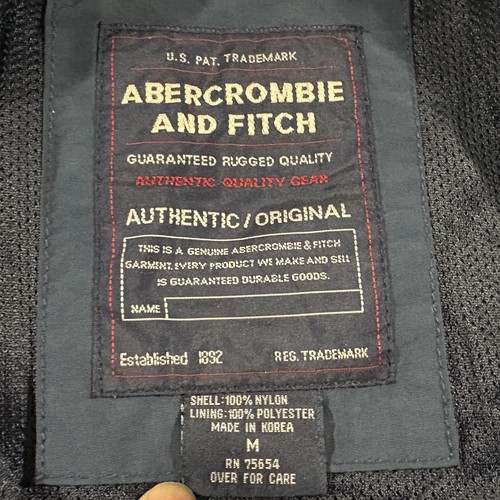 U.S. PAT. TRADEMARK
ABERCROMBIE
AND FITCH
GUARANTEED RUGGED QUALITY
AUTHENTIC QUALITY GEAR
AUTHENTIC/ORIGINAL
THIS IS A GENUINE ABERCROMBIE & FITCH
GARMENT. EVERY PRODUCT WE MAKE AND SELL
IS GUARANTEED DURABLE GOODS.
NAME
Established 1892 REG. TRADEMARK
SHELL: 100% NYLON
LINING: 100% POLYESTER
MADE IN KOREA
M
RN 75654
OVER FOR CARE